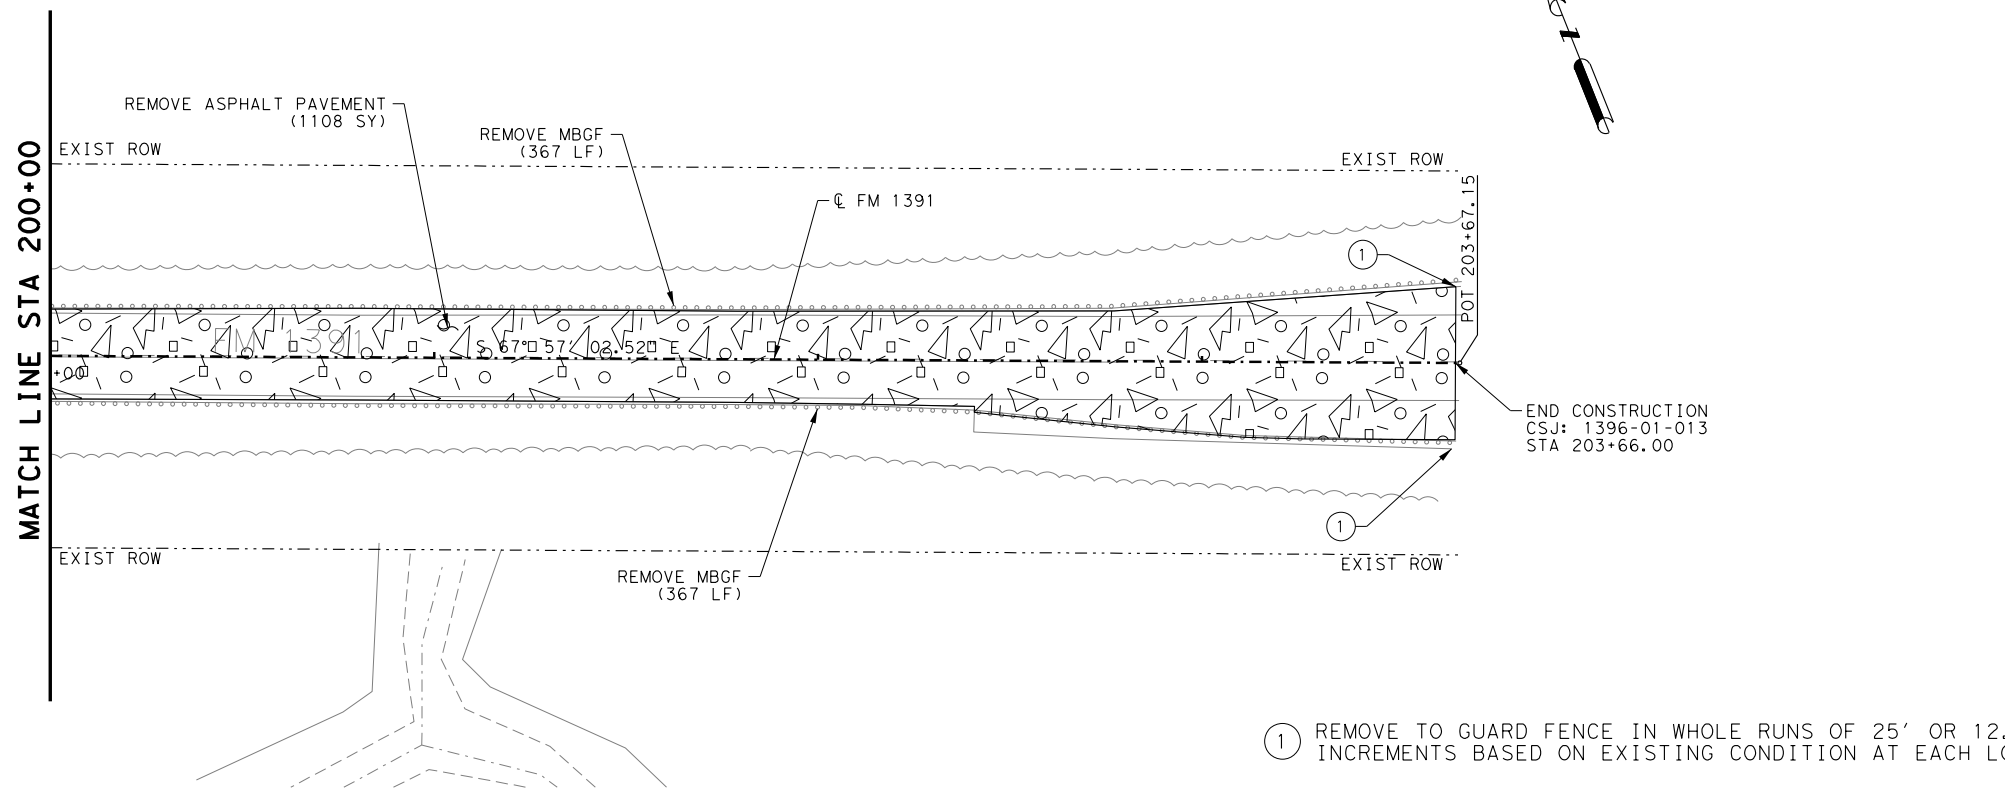 MATCH LINE STA 200+00
REMOVE ASPHALT PAVEMENT
(1108 SY)
REMOVE MBGF
(367 LF)
EXIST ROW
EXIST ROW
℄ FM 1391
POT 203+67.15
1
FM 1391
S 67° 57' 02.52" E
+00
END CONSTRUCTION
CSJ: 1396-01-013
STA 203+66.00
1
EXIST ROW
EXIST ROW
REMOVE MBGF
(367 LF)
1 REMOVE TO GUARD FENCE IN WHOLE RUNS OF 25' OR 12.
INCREMENTS BASED ON EXISTING CONDITION AT EACH